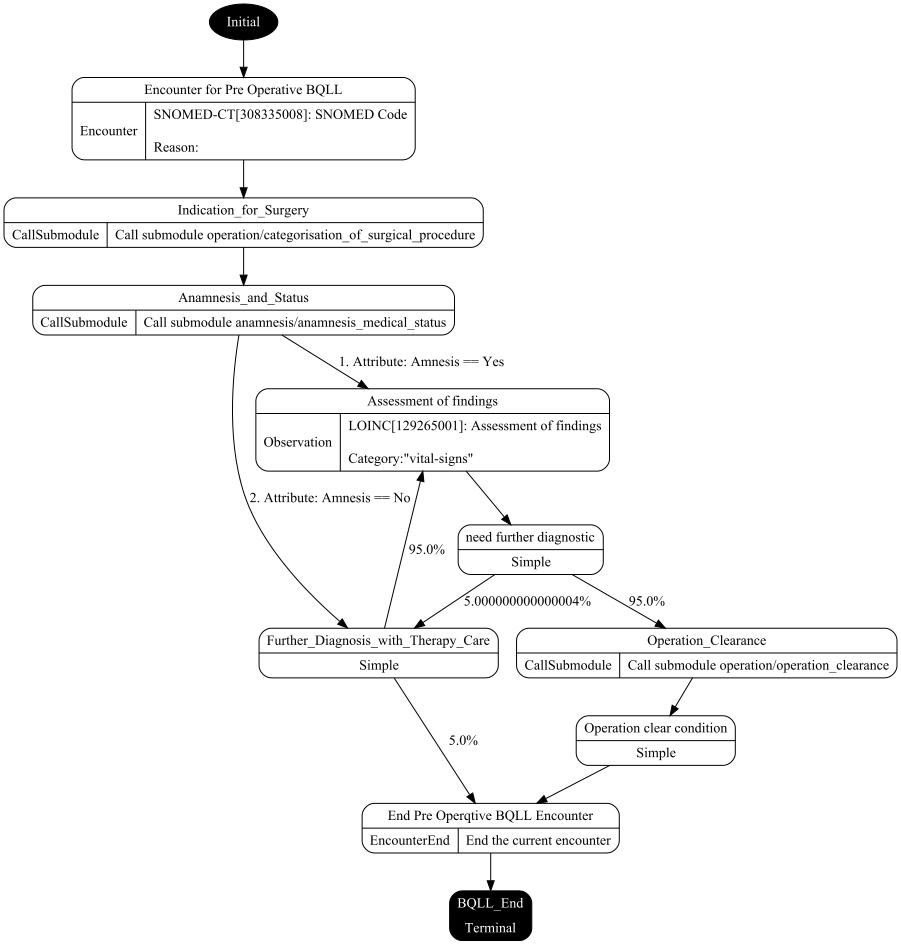 Initial
Encounter for Pre Operative BQLL
Encounter
SNOMED-CT[308335008]: SNOMED Code
Reason:
Indication_for_Surgery
CallSubmodule
Call submodule operation/categorisation_of_surgical_procedure
Anamnesis_and_Status
CallSubmodule
Call submodule anamnesis/anamnesis_medical_status
1. Attribute: Amnesis == Yes
Assessment of findings
Observation
LOINC[129265001]: Assessment of findings
Category:"vital-signs"
2. Attribute: Amnesis == No
need further diagnostic
Simple
95.0%
5.000000000000004%
95.0%
Further_Diagnosis_with_Therapy_Care
Simple
Operation_Clearance
CallSubmodule
Call submodule operation/operation_clearance
Operation clear condition
Simple
5.0%
End Pre Operqtive BQLL Encounter
EncounterEnd
End the current encounter
BQLL_End
Terminal